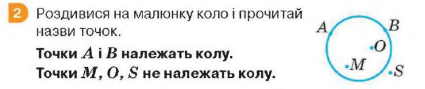 2 Роздивися на малюнку коло і прочитай
назви точок.
Точки A і B належать колу.
Точки M, O, S не належать колу.
A
B
O
M
S